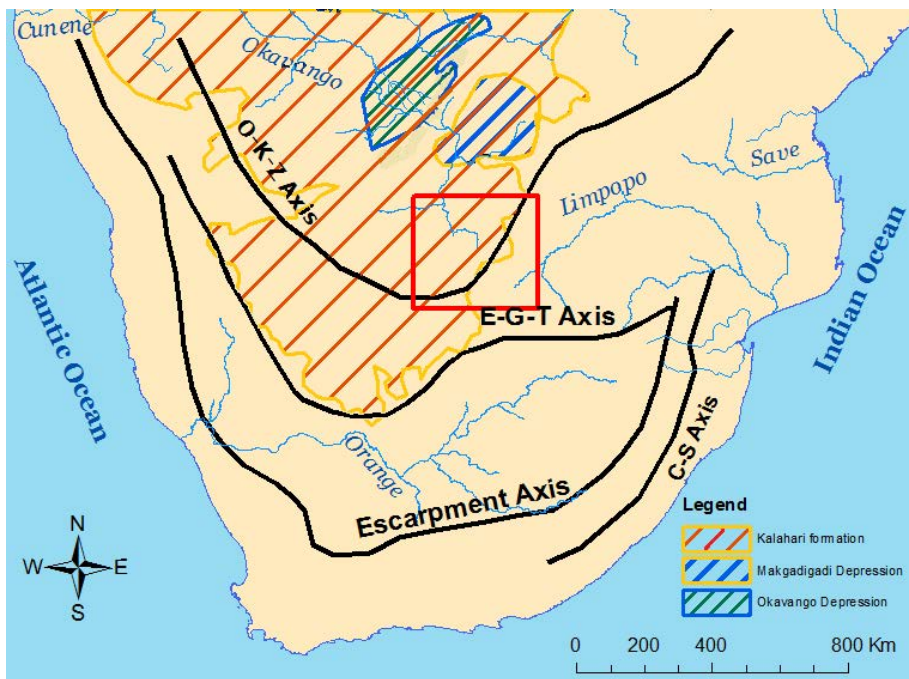 Cunene
Okavango
O-K-Z Axis
Save
Limpopo
Atlantic Ocean
Indian Ocean
E-G-T Axis
C-S Axis
Orange
Escarpment Axis
N
W
E
S
Legend
Kalahari formation
Makgadigadi Depression
Okavango Depression
0 200 400 800 Km